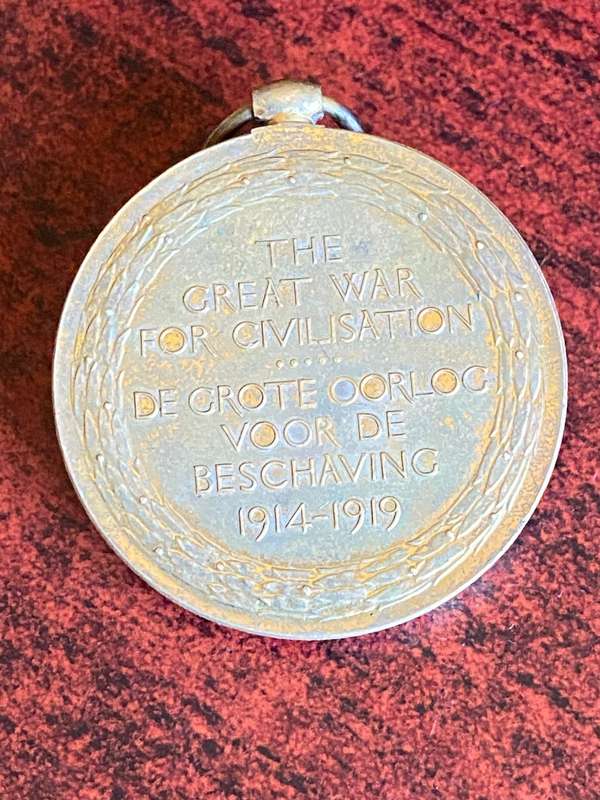 THE
GREAT WAR
FOR CIVILISATION
DE GROTE OORLOG
VOOR DE
BESCHAVING
1914-1919